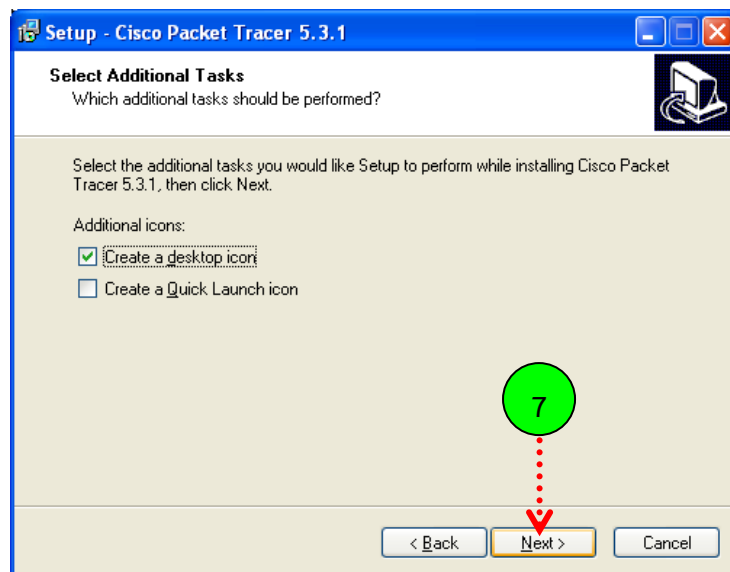 Setup - Cisco Packet Tracer 5.3.1
Select Additional Tasks
Which additional tasks should be performed?
Select the additional tasks you would like Setup to perform while installing Cisco Packet
Tracer 5.3.1, then click Next.
Additional icons:
Create a desktop icon
Create a Quick Launch icon
7
< Back
Next >
Cancel